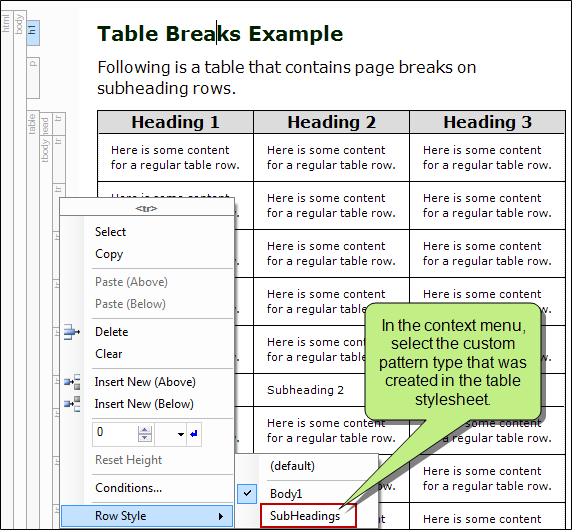 html
body
h1
Table Breaks Example
p
Following is a table that contains page breaks on
subheading rows.
table
head
tbody
tr
tr
tr
Heading 1 Heading 2 Heading 3
Here is some content Here is some content Here is some content
for a regular table row. for a regular table row. for a regular table row.
Here is some content Here is some content Here is some content
for a regular table row. for a regular table row.
<tr>
Select
Copy
Paste (Above)
Paste (Below)
Delete
Clear
Insert New (Above)
Insert New (Below)
0
Reset Height
Conditions...
Row Style
Here is some content Here is some content
for a regular table row. for a regular table row.
Here is some content Here is some content
for a regular table row. for a regular table row.
Here is some content
for a regular table row.
Subheading 2
Here is some content
for a regular table row.
In the context menu,
select the custom
pattern type that was
created in the table
stylesheet.
Here is some content
for a regular table row.
Here is some content
for a regular table row.
(default)
Body1
SubHeadings